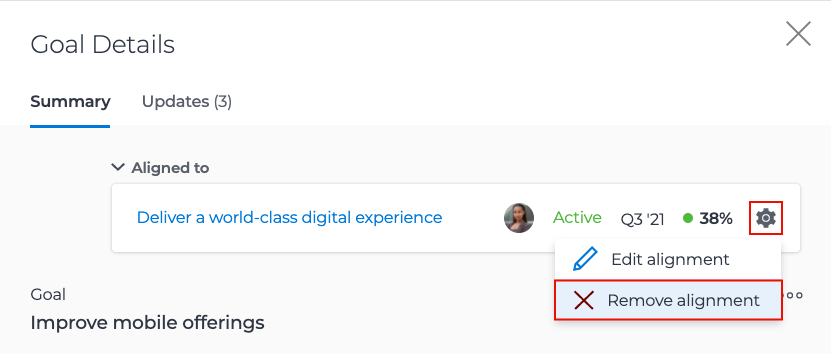 Goal Details
Summary Updates (3)
Aligned to
Deliver a world-class digital experience Active Q3 '21 38%
Edit alignment
Goal
Remove alignment
Improve mobile offerings